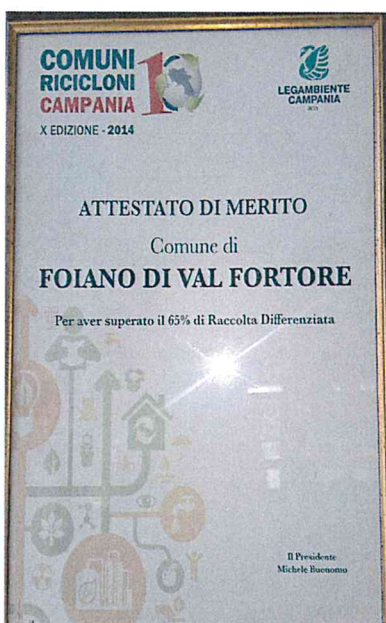 COMUNI
RICICLONI
CAMPANIA
10
X EDIZIONE - 2014
LEGAMBIENTE
CAMPANIA
ATTESTATO DI MERITO
Comune di
FOIANO DI VAL FORTORE
Per aver superato il 65% di Raccolta Differenziata
Il Presidente
Michele Buonomo